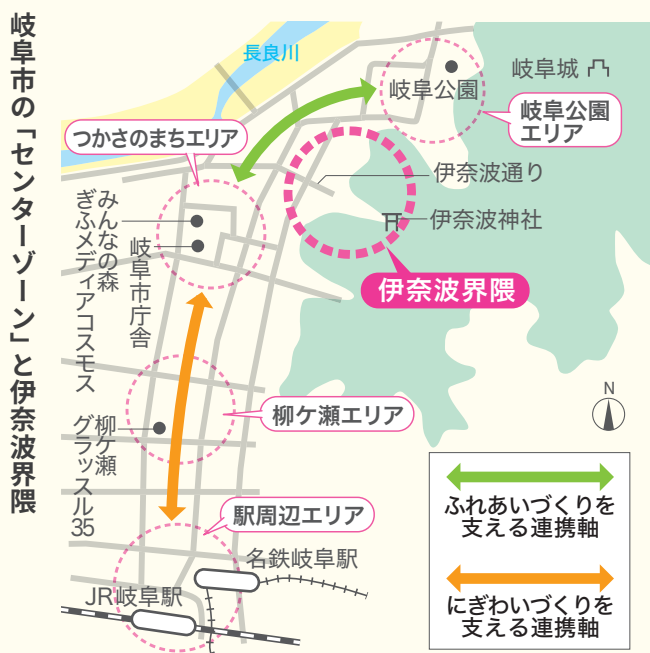 岐阜市の「センターゾーン」と伊奈波界隈
長良川
岐阜城
岐阜公園
岐阜公園
エリア
つかさのまちエリア
伊奈波通り
伊奈波神社
みんなの森
ぎふメディアコスモス
岐阜市庁舎
伊奈波界隈
柳ケ瀬エリア
柳ケ瀬
グラッスル35
駅周辺エリア
名鉄岐阜駅
JR岐阜駅
N
ふれあいづくりを
支える連携軸
にぎわいづくりを
支える連携軸